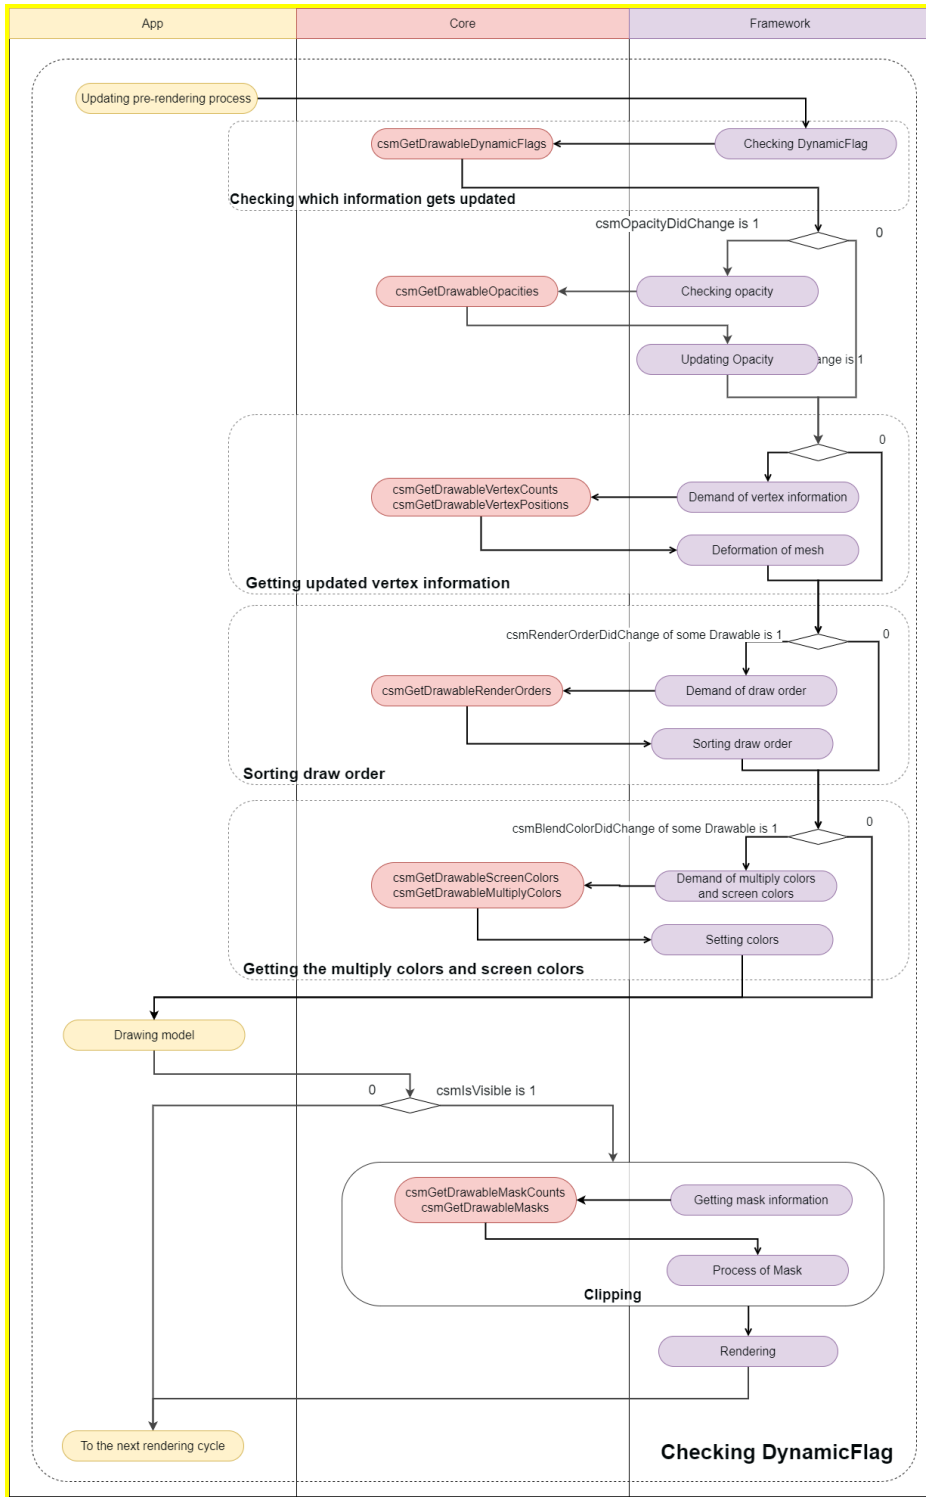 App
Core
Framework
Updating pre-rendering process
csmGetDrawableDynamicFlags
Checking DynamicFlag
Checking which information gets updated
csmOpacityDidChange is 1
0
csmGetDrawableOpacities
Checking opacity
Updating Opacity
ange is 1
0
csmGetDrawableVertexCounts
csmGetDrawableVertexPositions
Demand of vertex information
Deformation of mesh
Getting updated vertex information
csmRenderOrderDidChange of some Drawable is 1
0
csmGetDrawableRenderOrders
Demand of draw order
Sorting draw order
Sorting draw order
csmBlendColorDidChange of some Drawable is 1
0
csmGetDrawableScreenColors
csmGetDrawableMultiplyColors
Demand of multiply colors
and screen colors
Setting colors
Getting the multiply colors and screen colors
Drawing model
0
csmIsVisible is 1
csmGetDrawableMaskCounts
csmGetDrawableMasks
Getting mask information
Process of Mask
Clipping
Rendering
To the next rendering cycle
Checking DynamicFlag